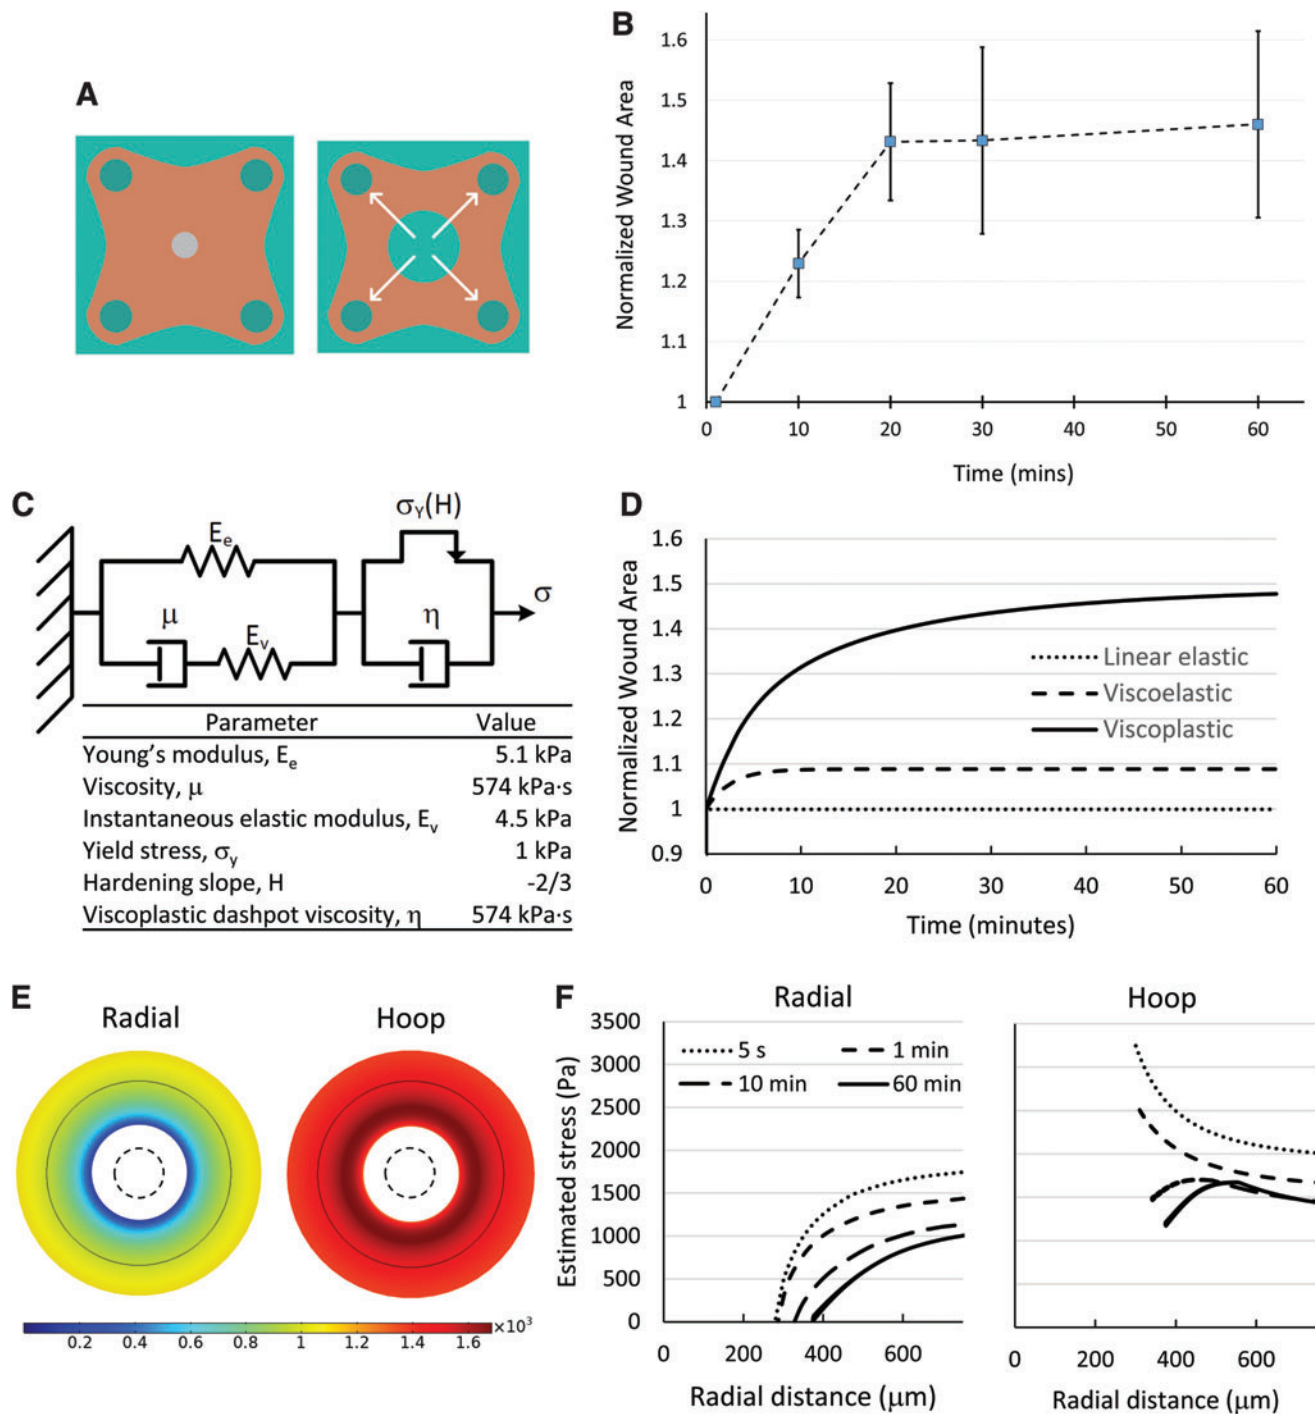 A
B
Normalized Wound Area
1.6
1.5
1.4
1.3
1.2
1.1
1
0 10 20 30 40 50 60
Time (mins)
C
σY(H)
Ee
μ
Ev
η
σ
Parameter Value
Young's modulus, Ee 5.1 kPa
Viscosity, μ 574 kPa·s
Instantaneous elastic modulus, Ev 4.5 kPa
Yield stress, σy 1 kPa
Hardening slope, H -2/3
Viscoplastic dashpot viscosity, η 574 kPa·s
D
Normalized Wound Area
1.6
1.5
1.4
1.3
1.2
1.1
1
0.9
Linear elastic
Viscoelastic
Viscoplastic
0 10 20 30 40 50 60
Time (minutes)
E
Radial Hoop
0.2 0.4 0.6 0.8 1 1.2 1.4 1.6 ×10³
F
Radial
Estimated stress (Pa)
3500
3000
2500
2000
1500
1000
500
0
5 s 1 min
10 min 60 min
0 200 400 600
Radial distance (μm)
Hoop
0 200 400 600
Radial distance (μm)